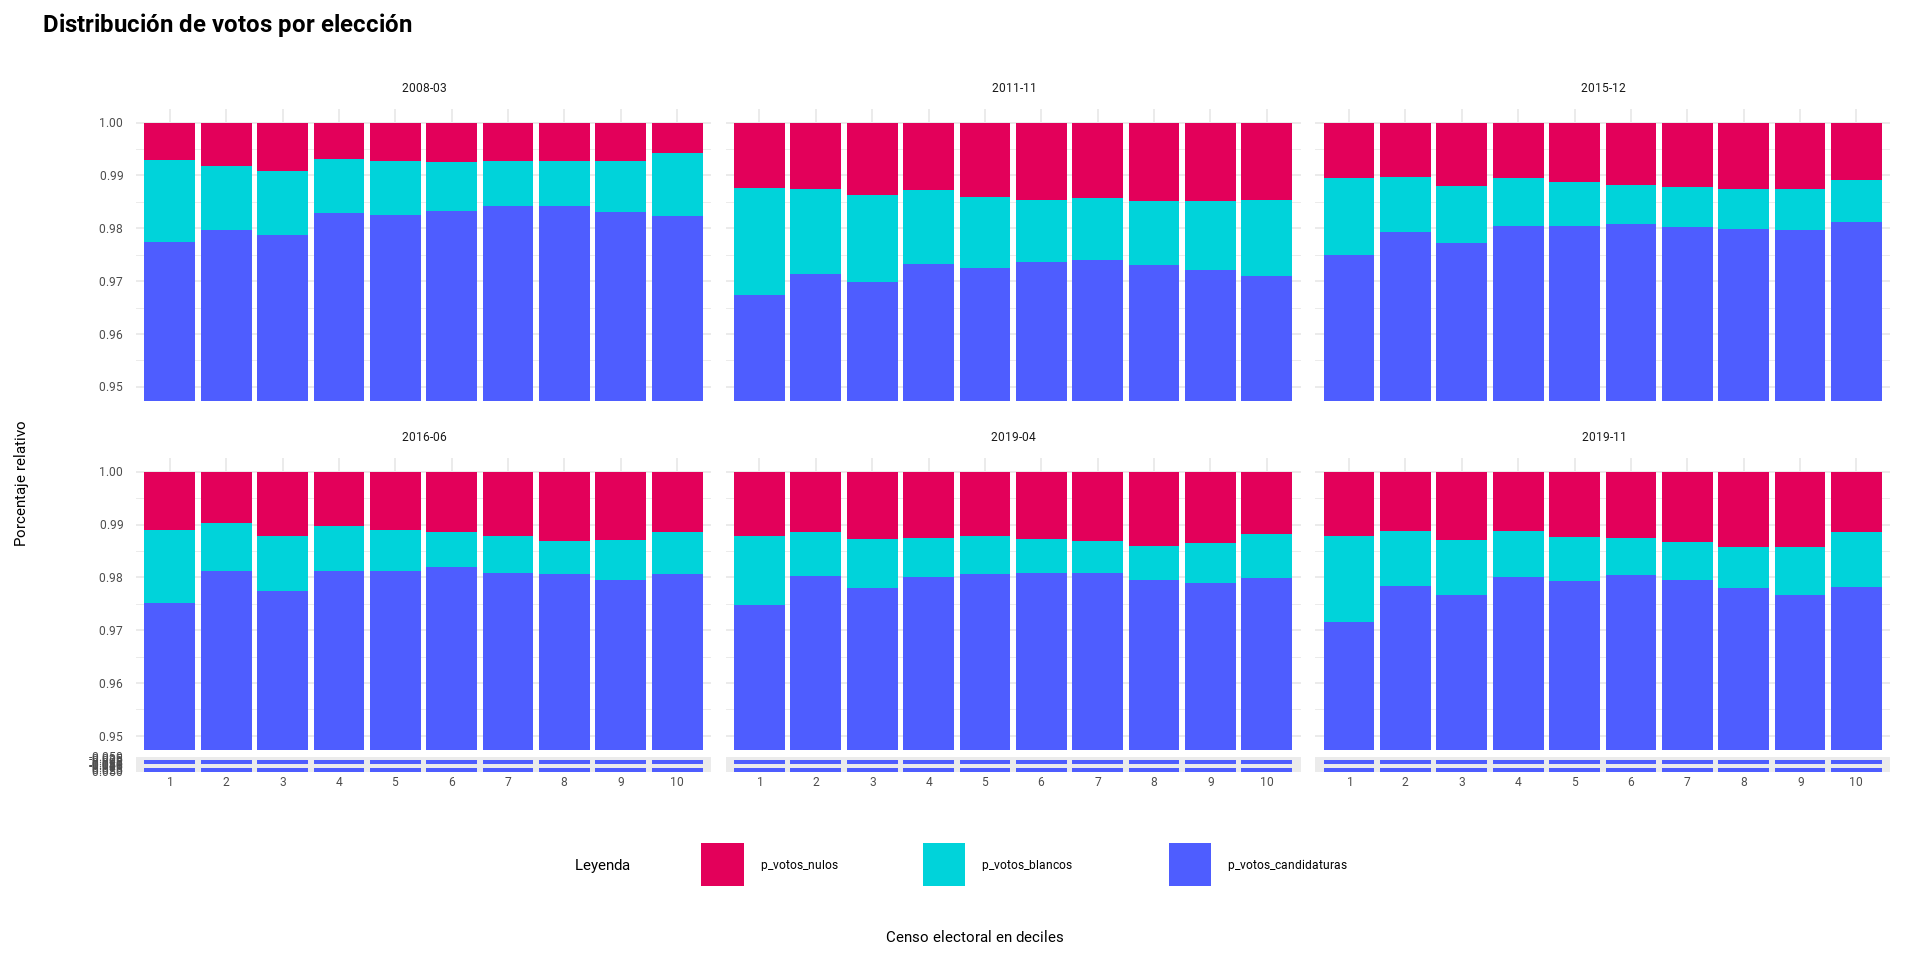 Distribución de votos por elección
2008-03 2011-11 2015-12
1.00
0.99
0.98
0.97
0.96
0.95
Porcentaje relativo
2016-06 2019-04 2019-11
1.00
0.99
0.98
0.97
0.96
0.95
1 2 3 4 5 6 7 8 9 10 1 2 3 4 5 6 7 8 9 10 1 2 3 4 5 6 7 8 9 10
Leyenda p_votos_nulos p_votos_blancos p_votos_candidaturas
Censo electoral en deciles